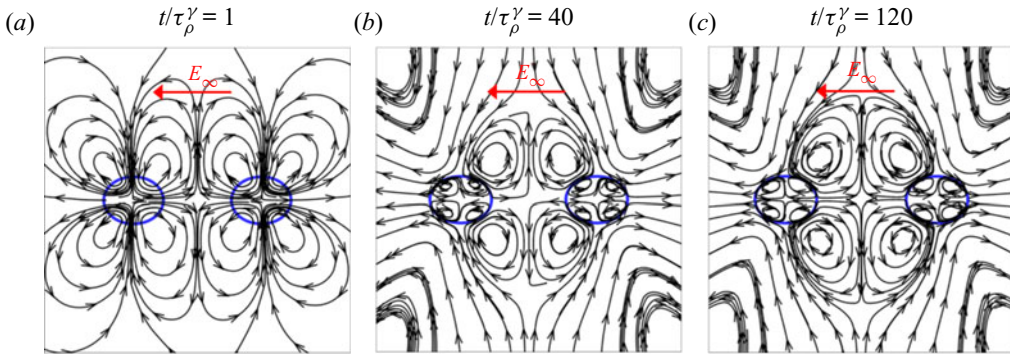 (a) t/τ_ρ^γ = 1
(b) t/τ_ρ^γ = 40
(c) t/τ_ρ^γ = 120
E_∞
E_∞
E_∞